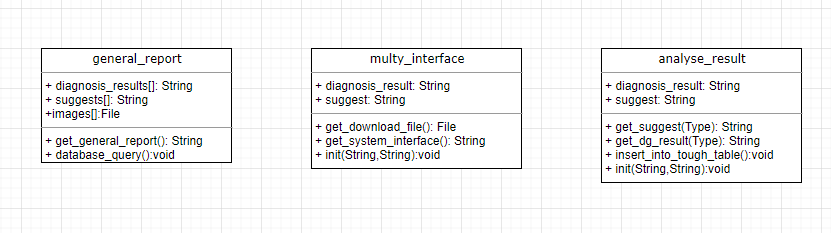 general_report
+ diagnosis_results[]: String
+ suggests[]: String
+images[]:File
+ get_general_report(): String
+ database_query():void
multy_interface
+ diagnosis_result: String
+ suggest: String
+ get_download_file(): File
+ get_system_interface(): String
+ init(String,String):void
analyse_result
+ diagnosis_result: String
+ suggest: String
+ get_suggest(Type): String
+ get_dg_result(Type): String
+ insert_into_tough_table():void
+ init(String,String):void